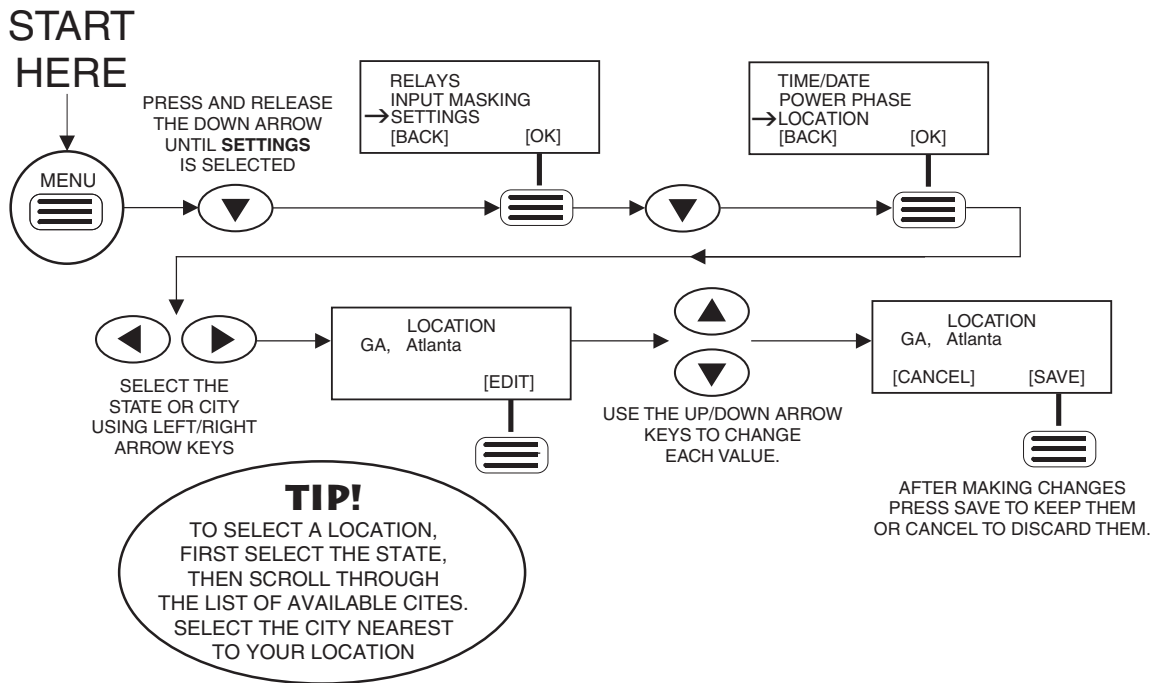 START
HERE
MENU
PRESS AND RELEASE
THE DOWN ARROW
UNTIL SETTINGS
IS SELECTED
RELAYS
INPUT MASKING
SETTINGS
[BACK] [OK]
TIME/DATE
POWER PHASE
LOCATION
[BACK] [OK]
SELECT THE
STATE OR CITY
USING LEFT/RIGHT
ARROW KEYS
LOCATION
GA, Atlanta
[EDIT]
USE THE UP/DOWN ARROW
KEYS TO CHANGE
EACH VALUE.
LOCATION
GA, Atlanta
[CANCEL] [SAVE]
AFTER MAKING CHANGES
PRESS SAVE TO KEEP THEM
OR CANCEL TO DISCARD THEM.
TIP!
TO SELECT A LOCATION,
FIRST SELECT THE STATE,
THEN SCROLL THROUGH
THE LIST OF AVAILABLE CITES.
SELECT THE CITY NEAREST
TO YOUR LOCATION